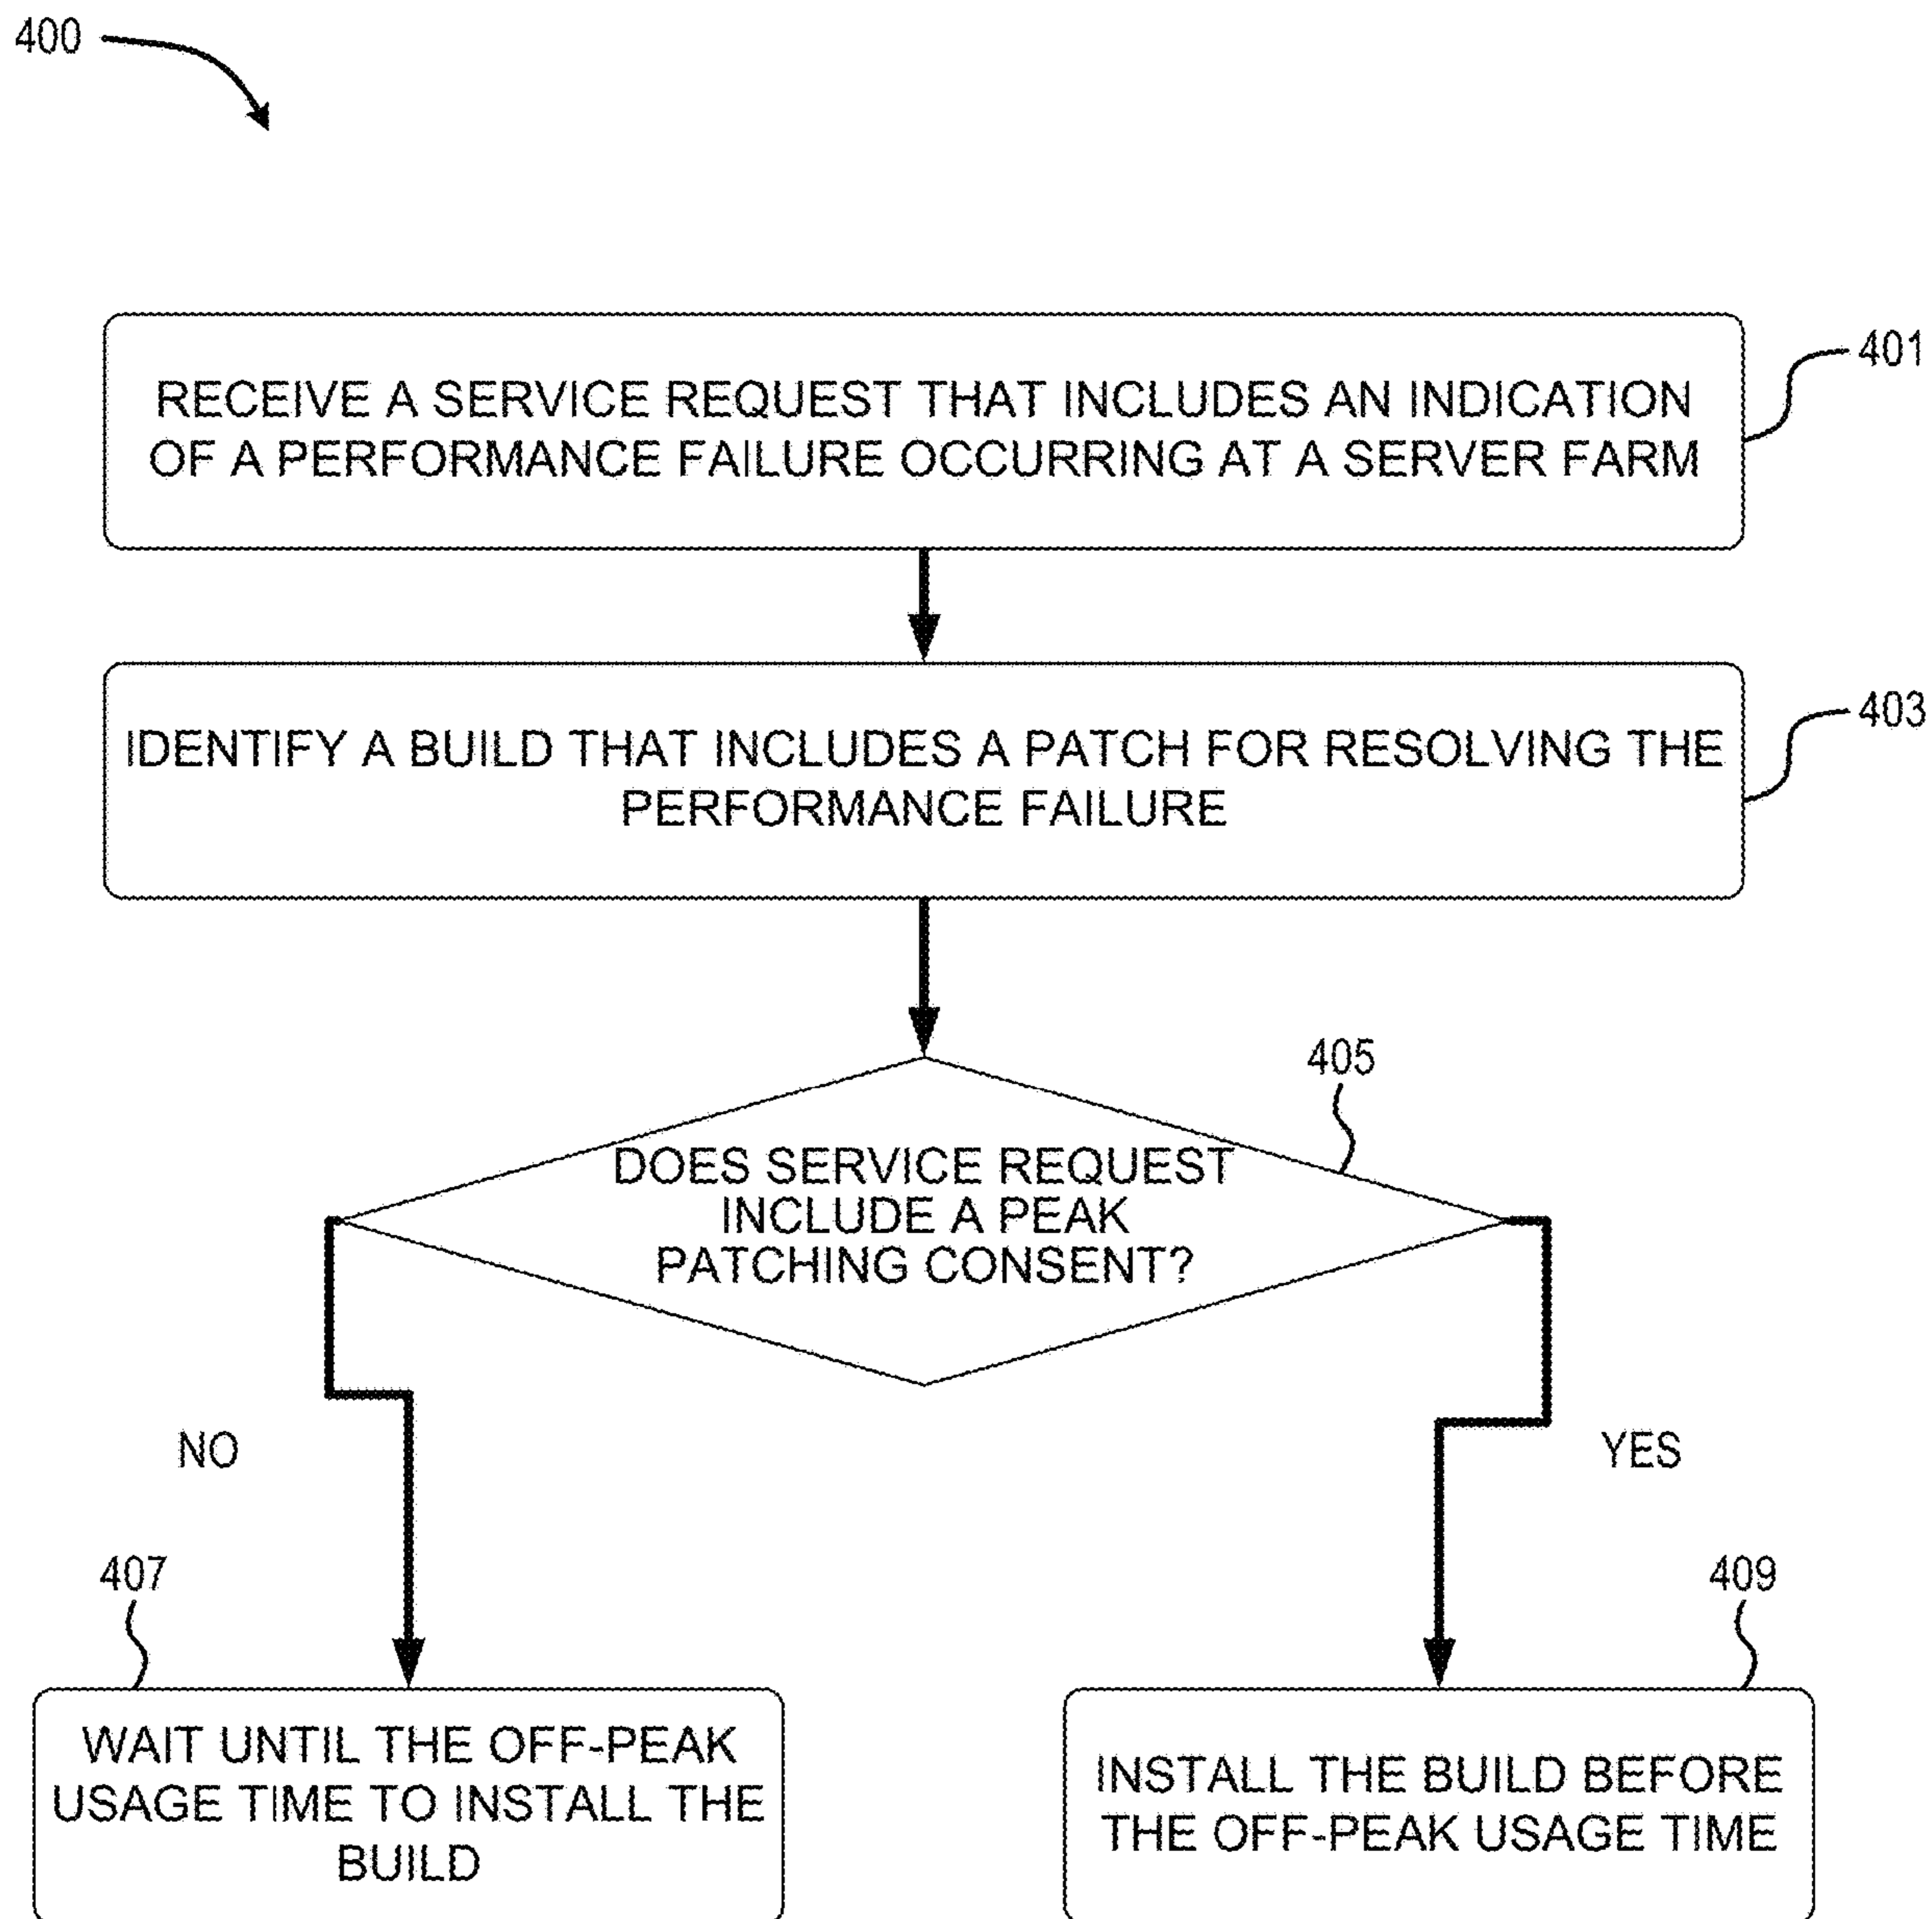 400
RECEIVE A SERVICE REQUEST THAT INCLUDES AN INDICATION
OF A PERFORMANCE FAILURE OCCURRING AT A SERVER FARM
401
IDENTIFY A BUILD THAT INCLUDES A PATCH FOR RESOLVING THE
PERFORMANCE FAILURE
403
405
DOES SERVICE REQUEST
INCLUDE A PEAK
PATCHING CONSENT?
NO
YES
407
409
WAIT UNTIL THE OFF-PEAK
USAGE TIME TO INSTALL THE
BUILD
INSTALL THE BUILD BEFORE
THE OFF-PEAK USAGE TIME